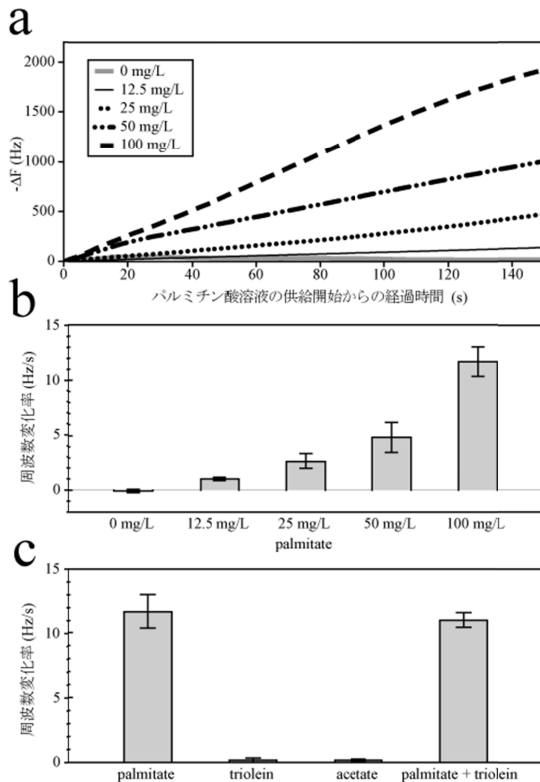 a
2000
1500
1000
500
0
-ΔF (Hz)
0 mg/L
12.5 mg/L
25 mg/L
50 mg/L
100 mg/L
0 20 40 60 80 100 120 140
パルミチン酸溶液の供給開始からの経過時間 (s)
b
15
10
5
0
周波数変化率 (Hz/s)
0 mg/L 12.5 mg/L 25 mg/L 50 mg/L 100 mg/L
palmitate
c
15
10
5
0
周波数変化率 (Hz/s)
palmitate triolein acetate palmitate + triolein